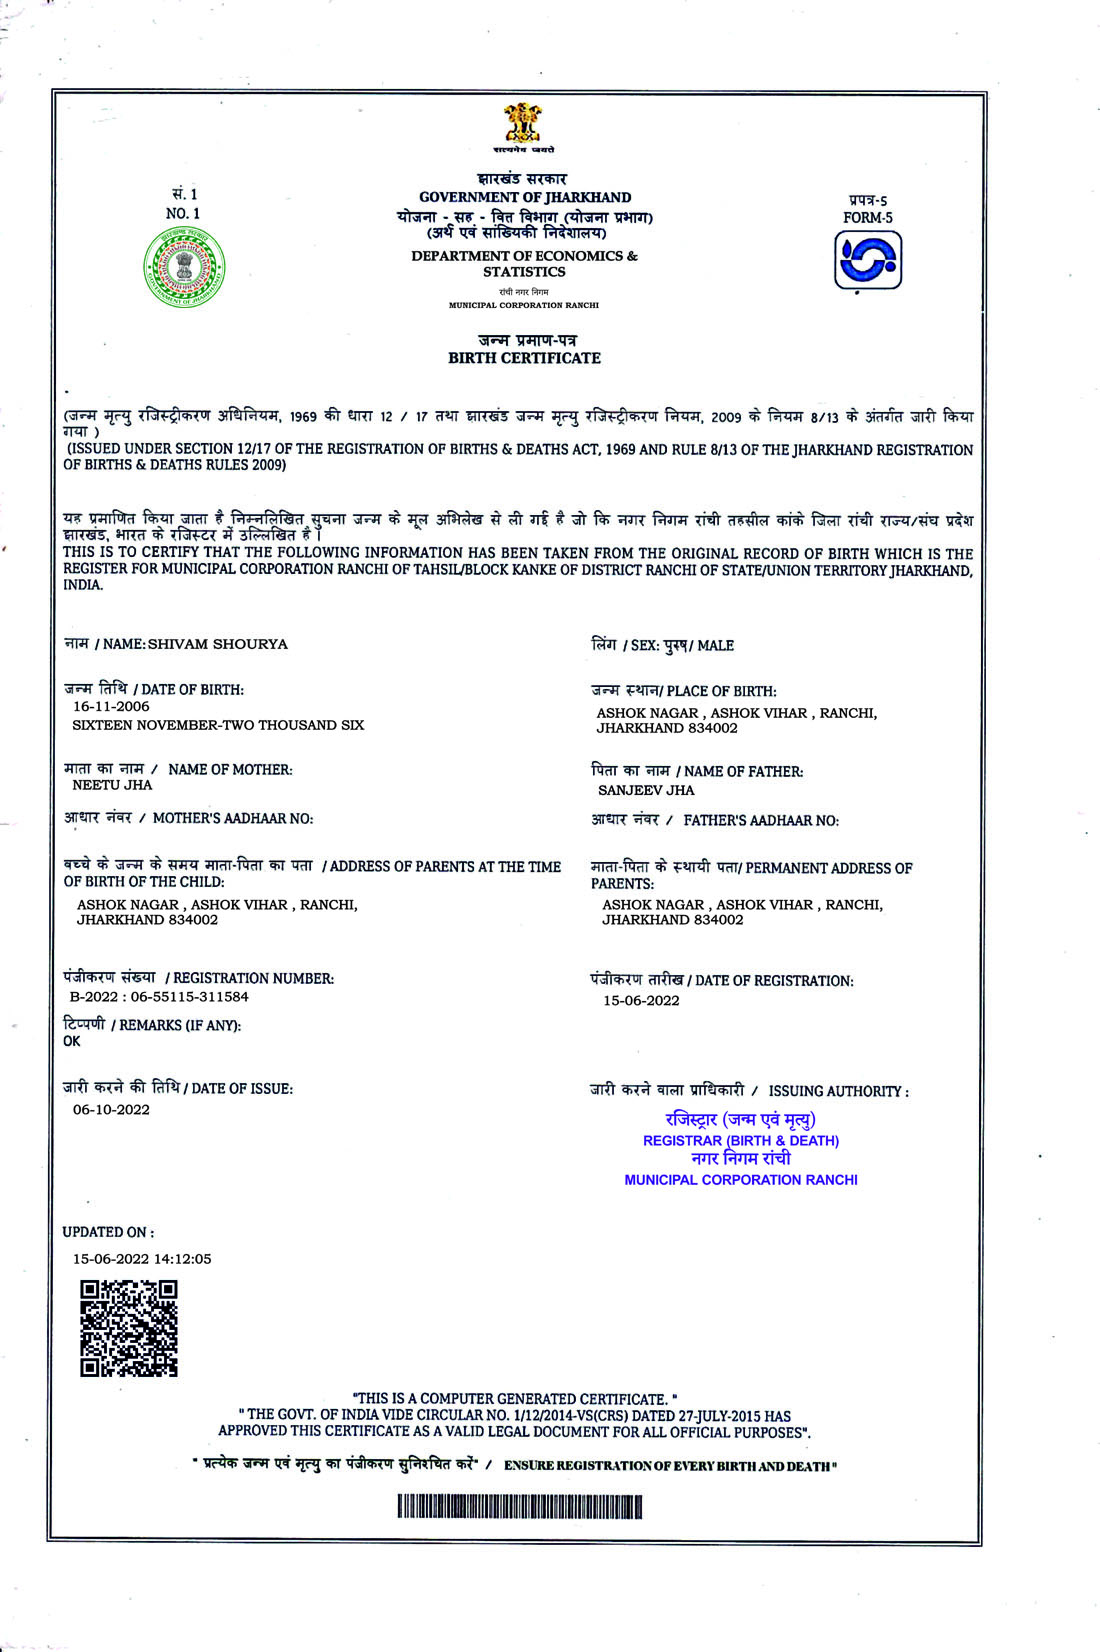 सत्यमेव जयते
झारखंड सरकार
GOVERNMENT OF JHARKHAND
योजना - सह - वित्त विभाग (योजना प्रभाग)
(अर्थ एवं सांख्यिकी निदेशालय)
DEPARTMENT OF ECONOMICS &
STATISTICS
रांची नगर निगम
MUNICIPAL CORPORATION RANCHI
सं. 1
NO. 1
प्रपत्र-5
FORM-5
झारखण्ड सरकार
GOVERNMENT OF JHARKHAND
जन्म प्रमाण-पत्र
BIRTH CERTIFICATE
(जन्म मृत्यु रजिस्ट्रीकरण अधिनियम, 1969 की धारा 12 / 17 तथा झारखंड जन्म मृत्यु रजिस्ट्रीकरण नियम, 2009 के नियम 8/13 के अंतर्गत जारी किया
गया )
(ISSUED UNDER SECTION 12/17 OF THE REGISTRATION OF BIRTHS & DEATHS ACT, 1969 AND RULE 8/13 OF THE JHARKHAND REGISTRATION
OF BIRTHS & DEATHS RULES 2009)
यह प्रमाणित किया जाता है निम्नलिखित सुचना जन्म के मूल अभिलेख से ली गई है जो कि नगर निगम रांची तहसील कांके जिला रांची राज्य/संघ प्रदेश
झारखंड, भारत के रजिस्टर में उल्लिखित है।
THIS IS TO CERTIFY THAT THE FOLLOWING INFORMATION HAS BEEN TAKEN FROM THE ORIGINAL RECORD OF BIRTH WHICH IS THE
REGISTER FOR MUNICIPAL CORPORATION RANCHI OF TAHSIL/BLOCK KANKE OF DISTRICT RANCHI OF STATE/UNION TERRITORY JHARKHAND,
INDIA.
नाम / NAME: SHIVAM SHOURYA
लिंग / SEX: पुरुष/ MALE
जन्म तिथि / DATE OF BIRTH:
16-11-2006
SIXTEEN NOVEMBER-TWO THOUSAND SIX
जन्म स्थान/ PLACE OF BIRTH:
ASHOK NAGAR , ASHOK VIHAR , RANCHI,
JHARKHAND 834002
माता का नाम / NAME OF MOTHER:
NEETU JHA
पिता का नाम / NAME OF FATHER:
SANJEEV JHA
आधार नंबर / MOTHER'S AADHAAR NO:
आधार नंबर / FATHER'S AADHAAR NO:
बच्चे के जन्म के समय माता-पिता का पता / ADDRESS OF PARENTS AT THE TIME
OF BIRTH OF THE CHILD:
ASHOK NAGAR , ASHOK VIHAR , RANCHI,
JHARKHAND 834002
माता-पिता के स्थायी पता/ PERMANENT ADDRESS OF
PARENTS:
ASHOK NAGAR , ASHOK VIHAR , RANCHI,
JHARKHAND 834002
पंजीकरण संख्या / REGISTRATION NUMBER:
B-2022 : 06-55115-311584
पंजीकरण तारीख / DATE OF REGISTRATION:
15-06-2022
टिप्पणी / REMARKS (IF ANY):
OK
जारी करने की तिथि / DATE OF ISSUE:
06-10-2022
जारी करने वाला प्राधिकारी / ISSUING AUTHORITY :
रजिस्ट्रार (जन्म एवं मृत्यु)
REGISTRAR (BIRTH & DEATH)
नगर निगम रांची
MUNICIPAL CORPORATION RANCHI
UPDATED ON :
15-06-2022 14:12:05
"THIS IS A COMPUTER GENERATED CERTIFICATE. "
" THE GOVT. OF INDIA VIDE CIRCULAR NO. 1/12/2014-VS(CRS) DATED 27-JULY-2015 HAS
APPROVED THIS CERTIFICATE AS A VALID LEGAL DOCUMENT FOR ALL OFFICIAL PURPOSES".
" प्रत्येक जन्म एवं मृत्यु का पंजीकरण सुनिश्चित करें" / ENSURE REGISTRATION OF EVERY BIRTH AND DEATH "